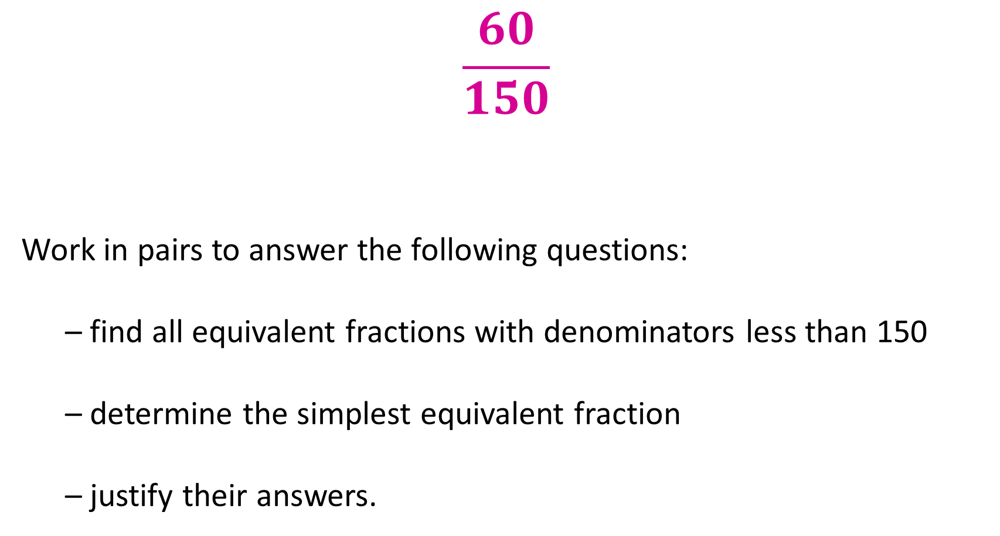 60
150
Work in pairs to answer the following questions:
– find all equivalent fractions with denominators less than 150
– determine the simplest equivalent fraction
– justify their answers.